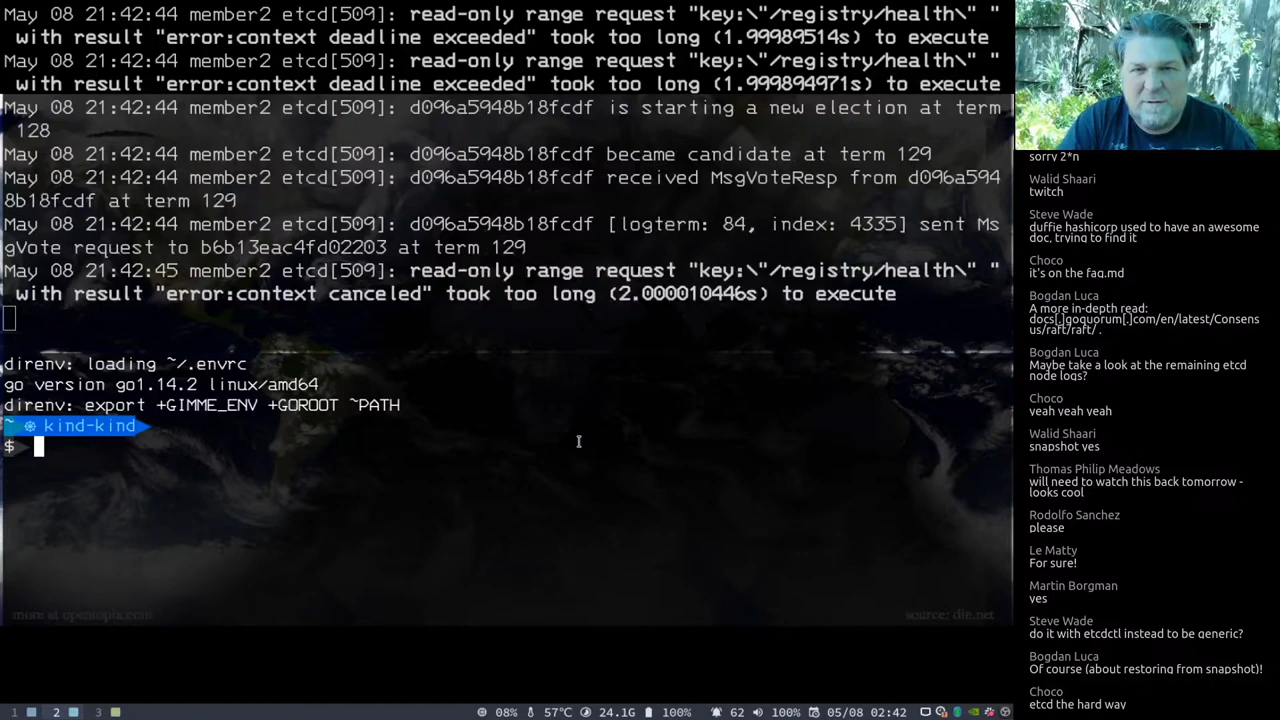 May 08 21:42:44 member2 etcd[509]: read-only range request "key:\"/registry/health\" "
with result "error:context deadline exceeded" took too long (1.99989514s) to execute
May 08 21:42:44 member2 etcd[509]: read-only range request "key:\"/registry/health\" "
with result "error:context deadline exceeded" took too long (1.999894971s) to execute
May 08 21:42:44 member2 etcd[509]: d096a5948b18fcdf is starting a new election at term
128
May 08 21:42:44 member2 etcd[509]: d096a5948b18fcdf became candidate at term 129
May 08 21:42:44 member2 etcd[509]: d096a5948b18fcdf received MsgVoteResp from d096a594
8b18fcdf at term 129
May 08 21:42:44 member2 etcd[509]: d096a5948b18fcdf [logterm: 84, index: 4335] sent Ms
gVote request to b6b13eac4fd02203 at term 129
May 08 21:42:45 member2 etcd[509]: read-only range request "key:\"/registry/health\" "
with result "error:context canceled" took too long (2.000010446s) to execute
direnv: loading ~/.envrc
go version go1.14.2 linux/amd64
direnv: export +GIMME_ENV +GOROOT ~PATH
~ ⎈ kind-kind
$
more at opentopia.com
source: die.net
1 2 3
08% 57℃ 24.1G 100% 62 100% 05/08 02:42
sorry 2*n
Walid Shaari
twitch
Steve Wade
duffie hashicorp used to have an awesome
doc, trying to find it
Choco
it's on the faq.md
Bogdan Luca
A more in-depth read:
docs[.]goquorum[.]com/en/latest/Consens
us/raft/raft/ .
Bogdan Luca
Maybe take a look at the remaining etcd
node logs?
Choco
yeah yeah yeah
Walid Shaari
snapshot yes
Thomas Philip Meadows
will need to watch this back tomorrow -
looks cool
Rodolfo Sanchez
please
Le Matty
For sure!
Martin Borgman
yes
Steve Wade
do it with etcdctl instead to be generic?
Bogdan Luca
Of course (about restoring from snapshot)!
Choco
etcd the hard way